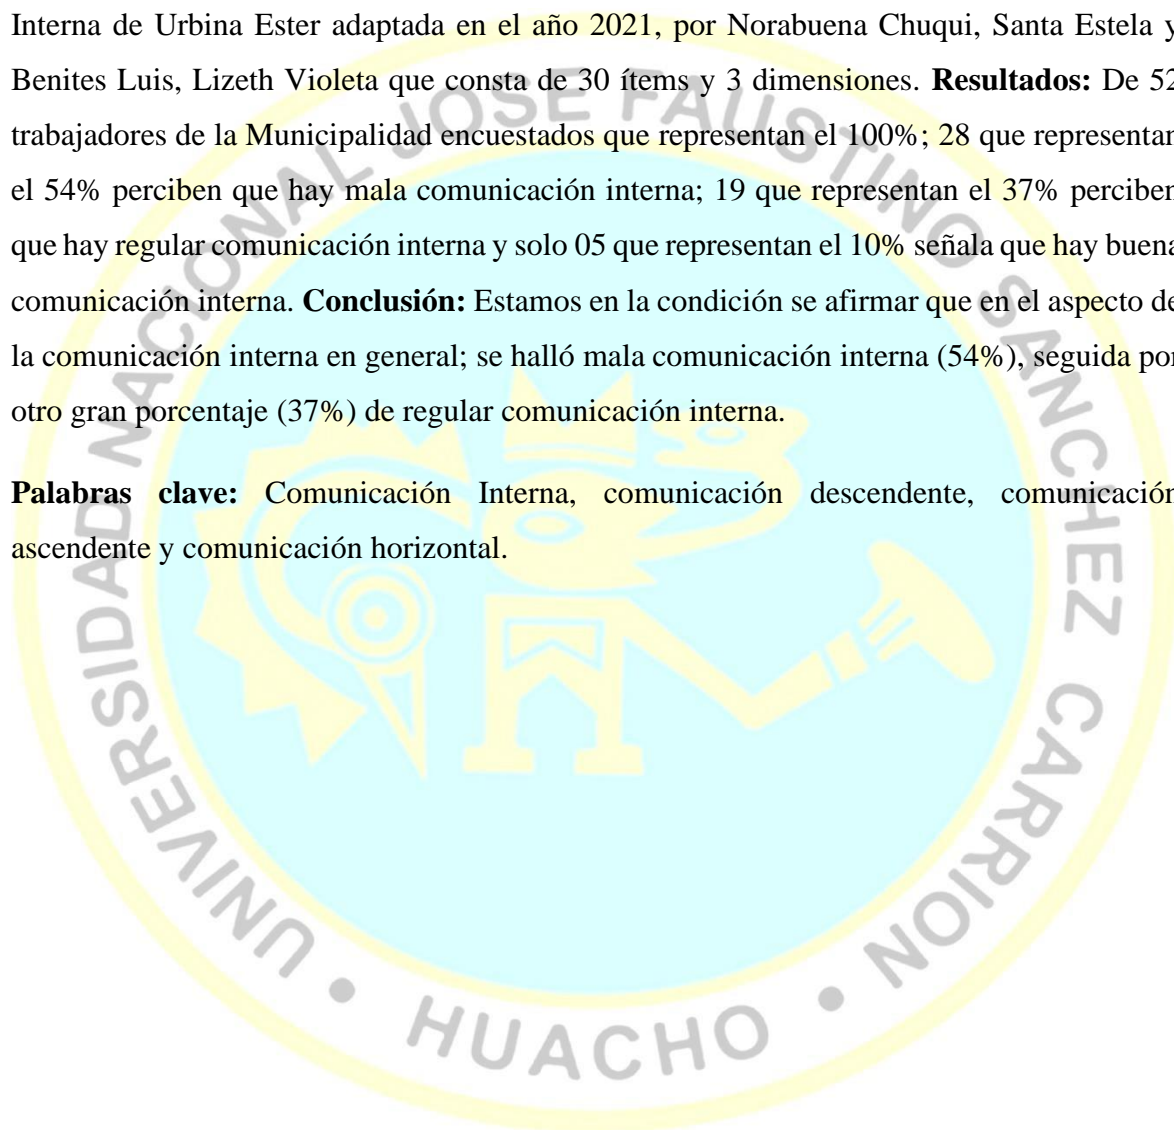 Interna de Urbina Ester adaptada en el año 2021, por Norabuena Chuqui, Santa Estela y
Benites Luis, Lizeth Violeta que consta de 30 ítems y 3 dimensiones. Resultados: De 52
trabajadores de la Municipalidad encuestados que representan el 100%; 28 que representan
el 54% perciben que hay mala comunicación interna; 19 que representan el 37% perciben
que hay regular comunicación interna y solo 05 que representan el 10% señala que hay buena
comunicación interna. Conclusión: Estamos en la condición se afirmar que en el aspecto de
la comunicación interna en general; se halló mala comunicación interna (54%), seguida por
otro gran porcentaje (37%) de regular comunicación interna.
Palabras clave: Comunicación Interna, comunicación descendente, comunicación
ascendente y comunicación horizontal.
UNIVERSIDAD NACIONAL JOSE FAUSTINO SANCHEZ CARRION
• HUACHO •